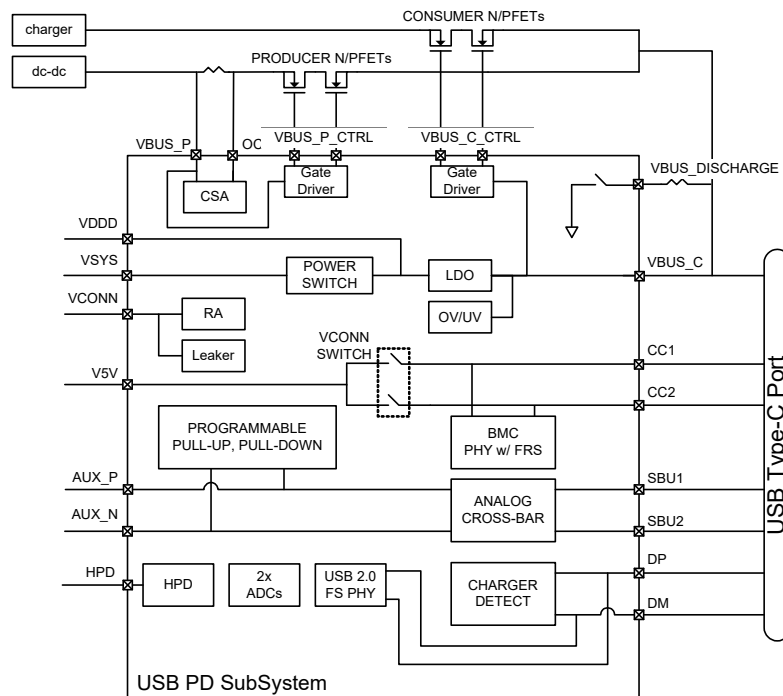 CONSUMER N/PFETs
charger
PRODUCER N/PFETs
dc-dc
VBUS_P
OC
VBUS_P_CTRL
VBUS_C_CTRL
VBUS_DISCHARGE
CSA
Gate
Driver
Gate
Driver
VDDD
VSYS
POWER
SWITCH
LDO
VBUS_C
VCONN
RA
OV/UV
Leaker
VCONN
SWITCH
CC1
V5V
CC2
PROGRAMMABLE
PULL-UP, PULL-DOWN
BMC
PHY w/ FRS
AUX_P
SBU1
ANALOG
CROSS-BAR
AUX_N
SBU2
DP
HPD
HPD
2x
ADCs
USB 2.0
FS PHY
CHARGER
DETECT
DM
USB Type-C Port
USB PD SubSystem